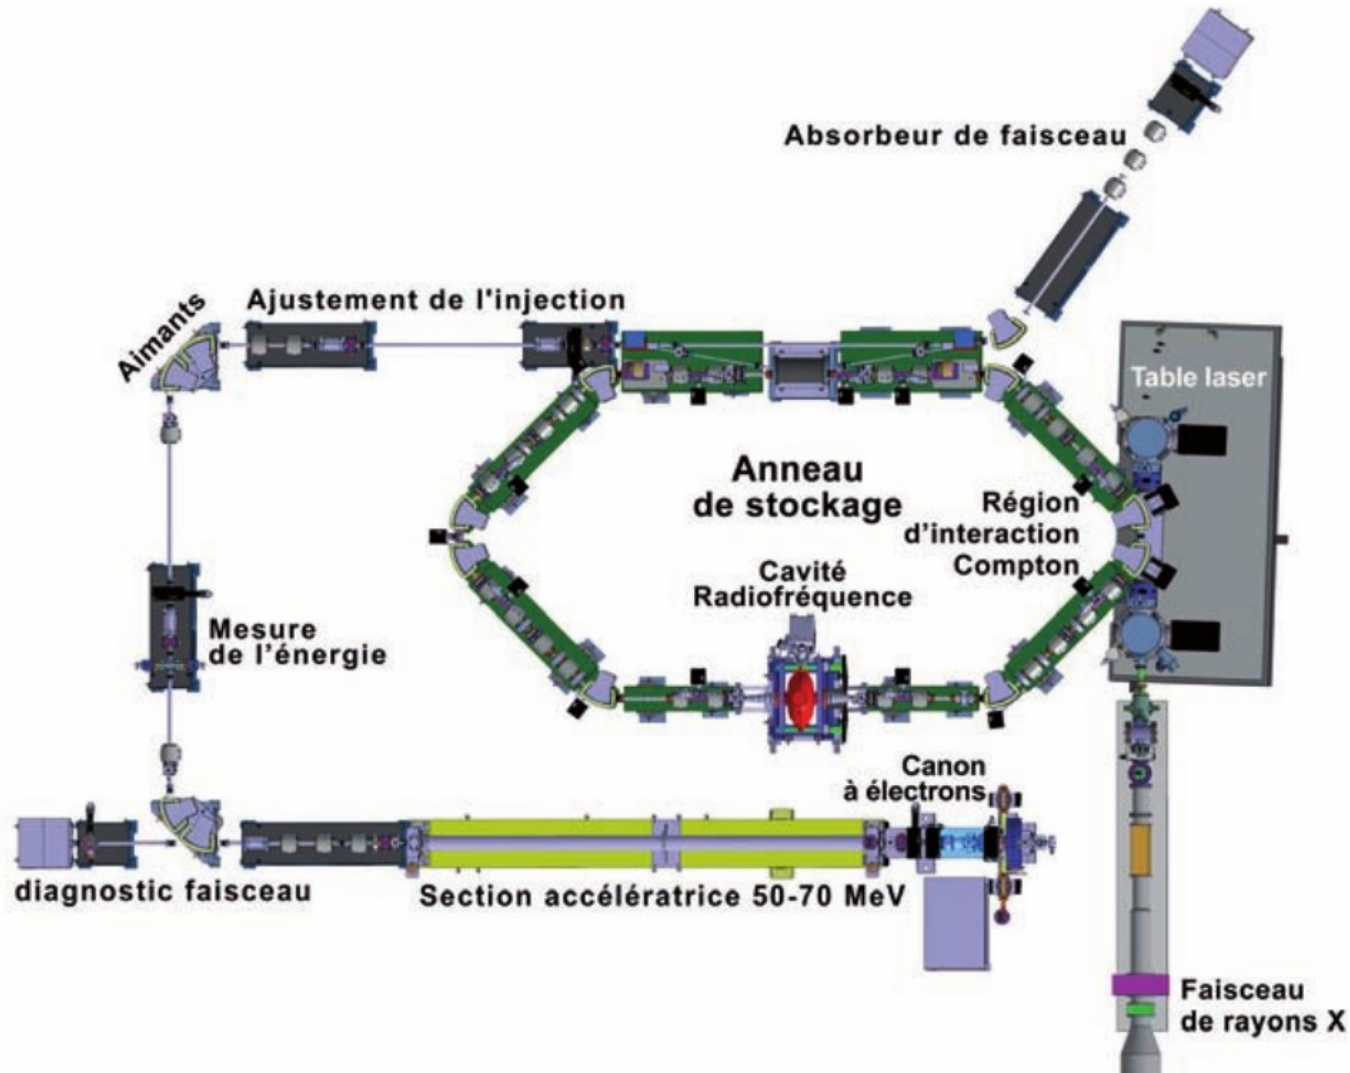 Absorbeur de faisceau
Ajustement de l'injection
Aimants
Table laser
Anneau
de stockage
Région
d'interaction
Compton
Cavité
Radiofréquence
Mesure
de l'énergie
Canon
à électrons
diagnostic faisceau
Section accélératrice 50-70 MeV
Faisceau
de rayons X